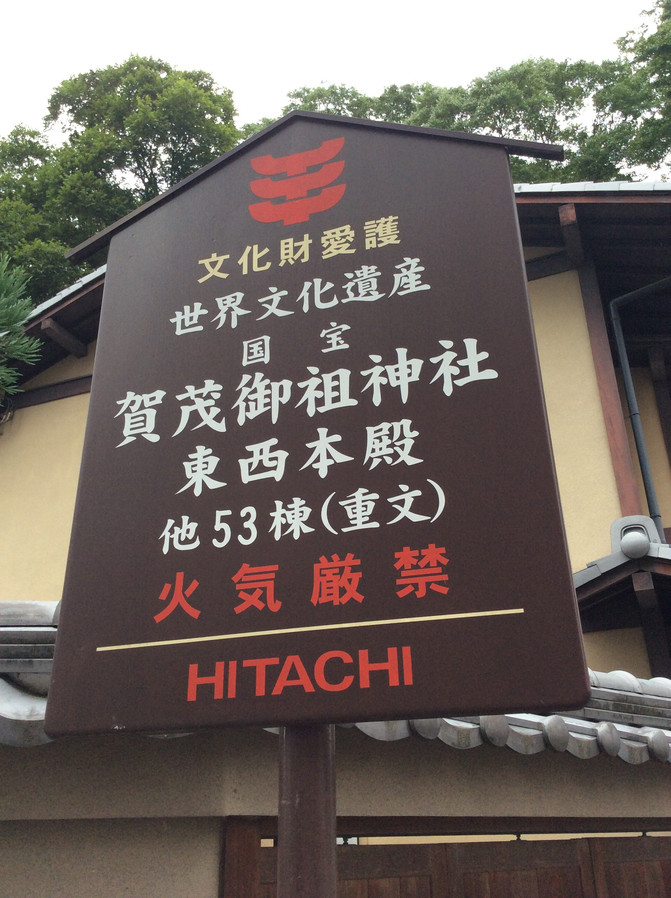 文化財愛護
世界文化遺産
国宝
賀茂御祖神社
東西本殿
他53棟(重文)
火気厳禁
HITACHI